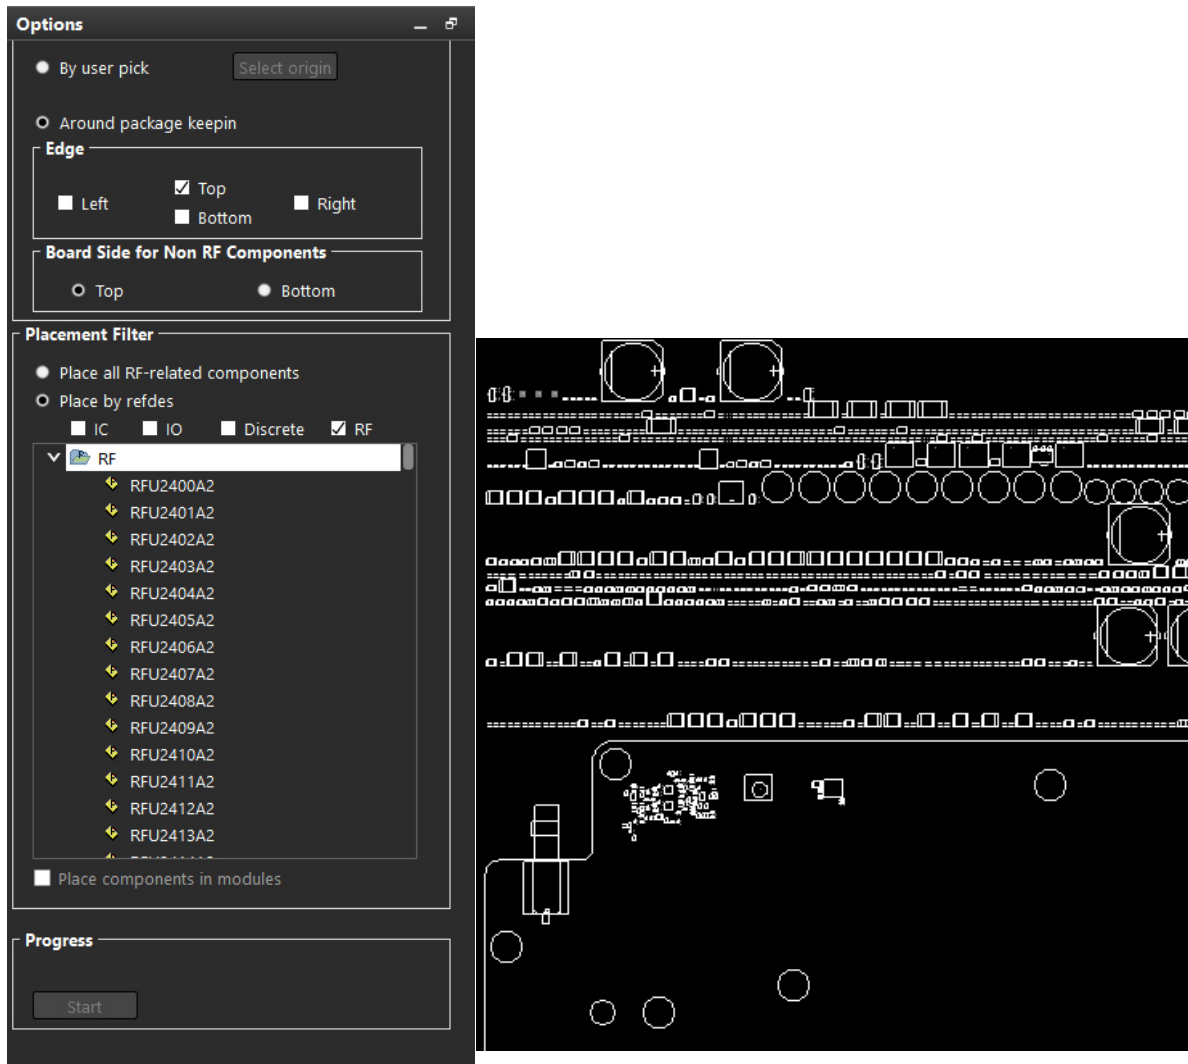 Options
By user pick Select origin
Around package keepin
Edge
Top
Left Right
Bottom
Board Side for Non RF Components
Top Bottom
Placement Filter
Place all RF-related components
Place by refdes
IC IO Discrete RF
RF
RFU2400A2
RFU2401A2
RFU2402A2
RFU2403A2
RFU2404A2
RFU2405A2
RFU2406A2
RFU2407A2
RFU2408A2
RFU2409A2
RFU2410A2
RFU2411A2
RFU2412A2
RFU2413A2
Place components in modules
Progress
Start